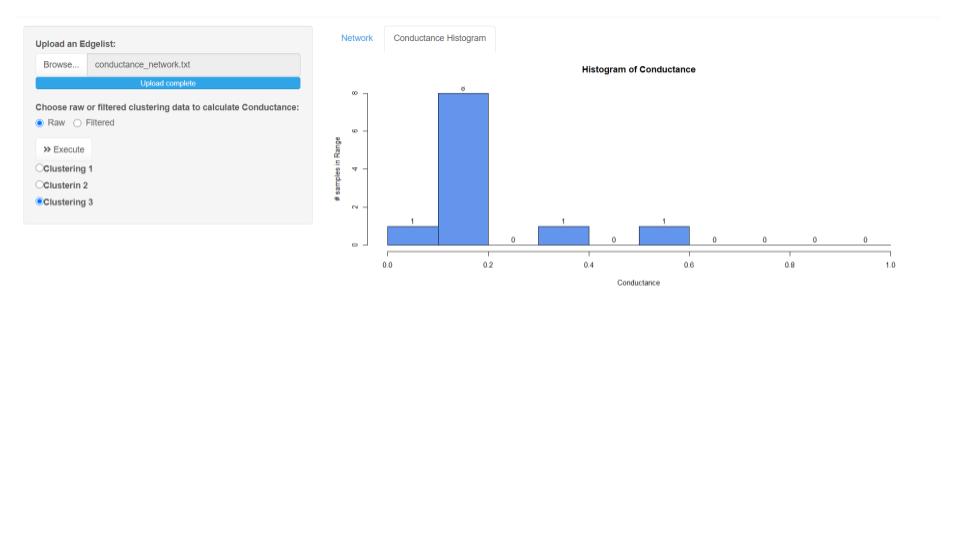 Upload an Edgelist:
Browse... conductance_network.txt
Upload complete
Choose raw or filtered clustering data to calculate Conductance:
Raw Filtered
Execute
Clustering 1
Clusterin 2
Clustering 3
Network Conductance Histogram
Histogram of Conductance
# samples in Range
8
6
4
2
0
1 8 0 1 0 1 0 0 0 0
0.0 0.2 0.4 0.6 0.8 1.0
Conductance